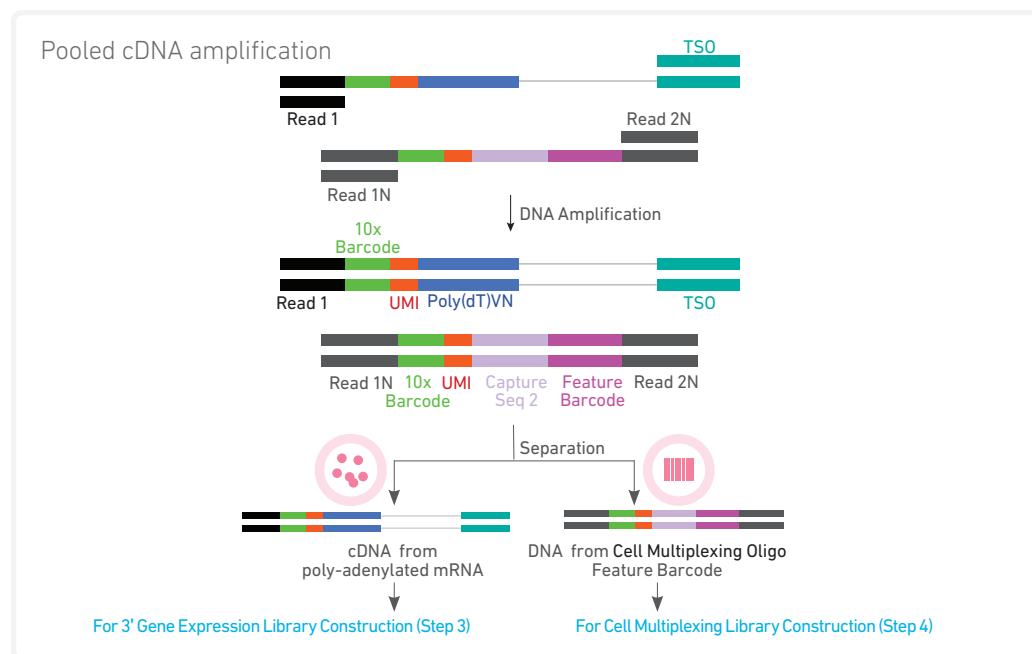 Pooled cDNA amplification
TSO
Read 1
Read 2N
Read 1N
DNA Amplification
10x
Barcode
Read 1
UMI
Poly(dT)VN
TSO
Read 1N
10x
Barcode
UMI
Capture
Seq 2
Feature
Barcode
Read 2N
Separation
cDNA from
poly-adenylated mRNA
DNA from Cell Multiplexing Oligo
Feature Barcode
For 3' Gene Expression Library Construction (Step 3)
For Cell Multiplexing Library Construction (Step 4)